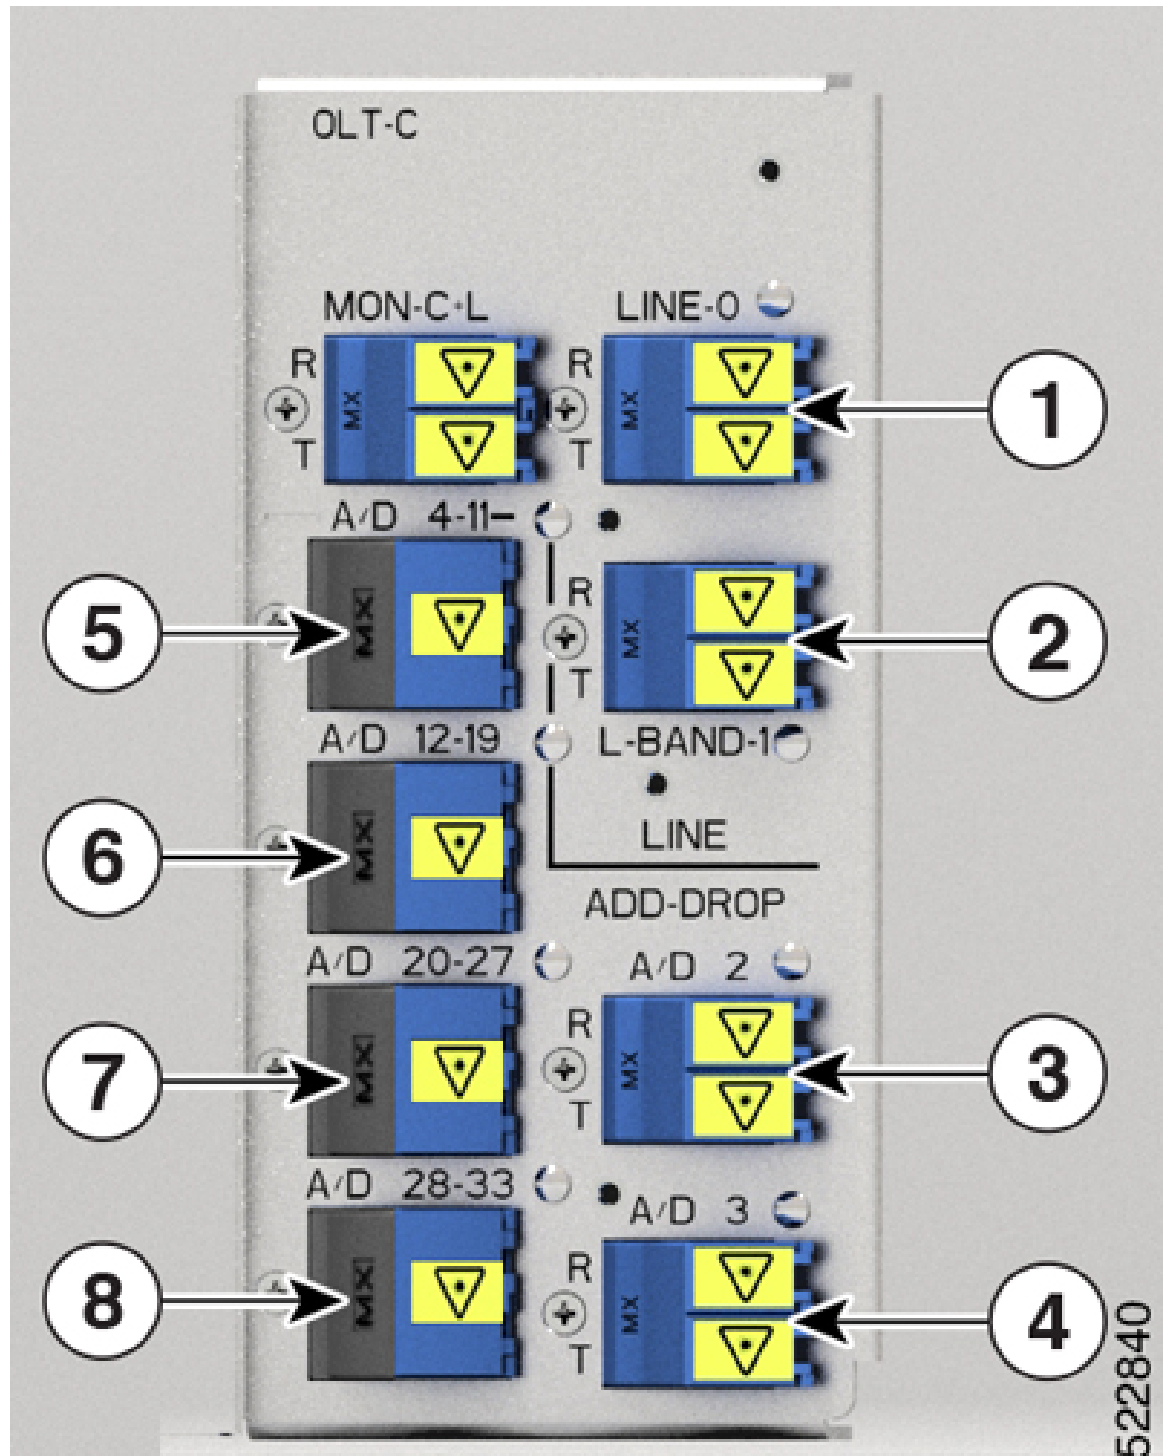 OLT-C
MON-C+L
LINE-0
R
MX
T
R
MX
T
1
A/D 4-11
MX
5
R
MX
T
2
A/D 12-19
L-BAND-1
MX
6
LINE
ADD-DROP
A/D 20-27
A/D 2
MX
7
R
MX
T
3
A/D 28-33
A/D 3
MX
8
R
MX
T
4
522840